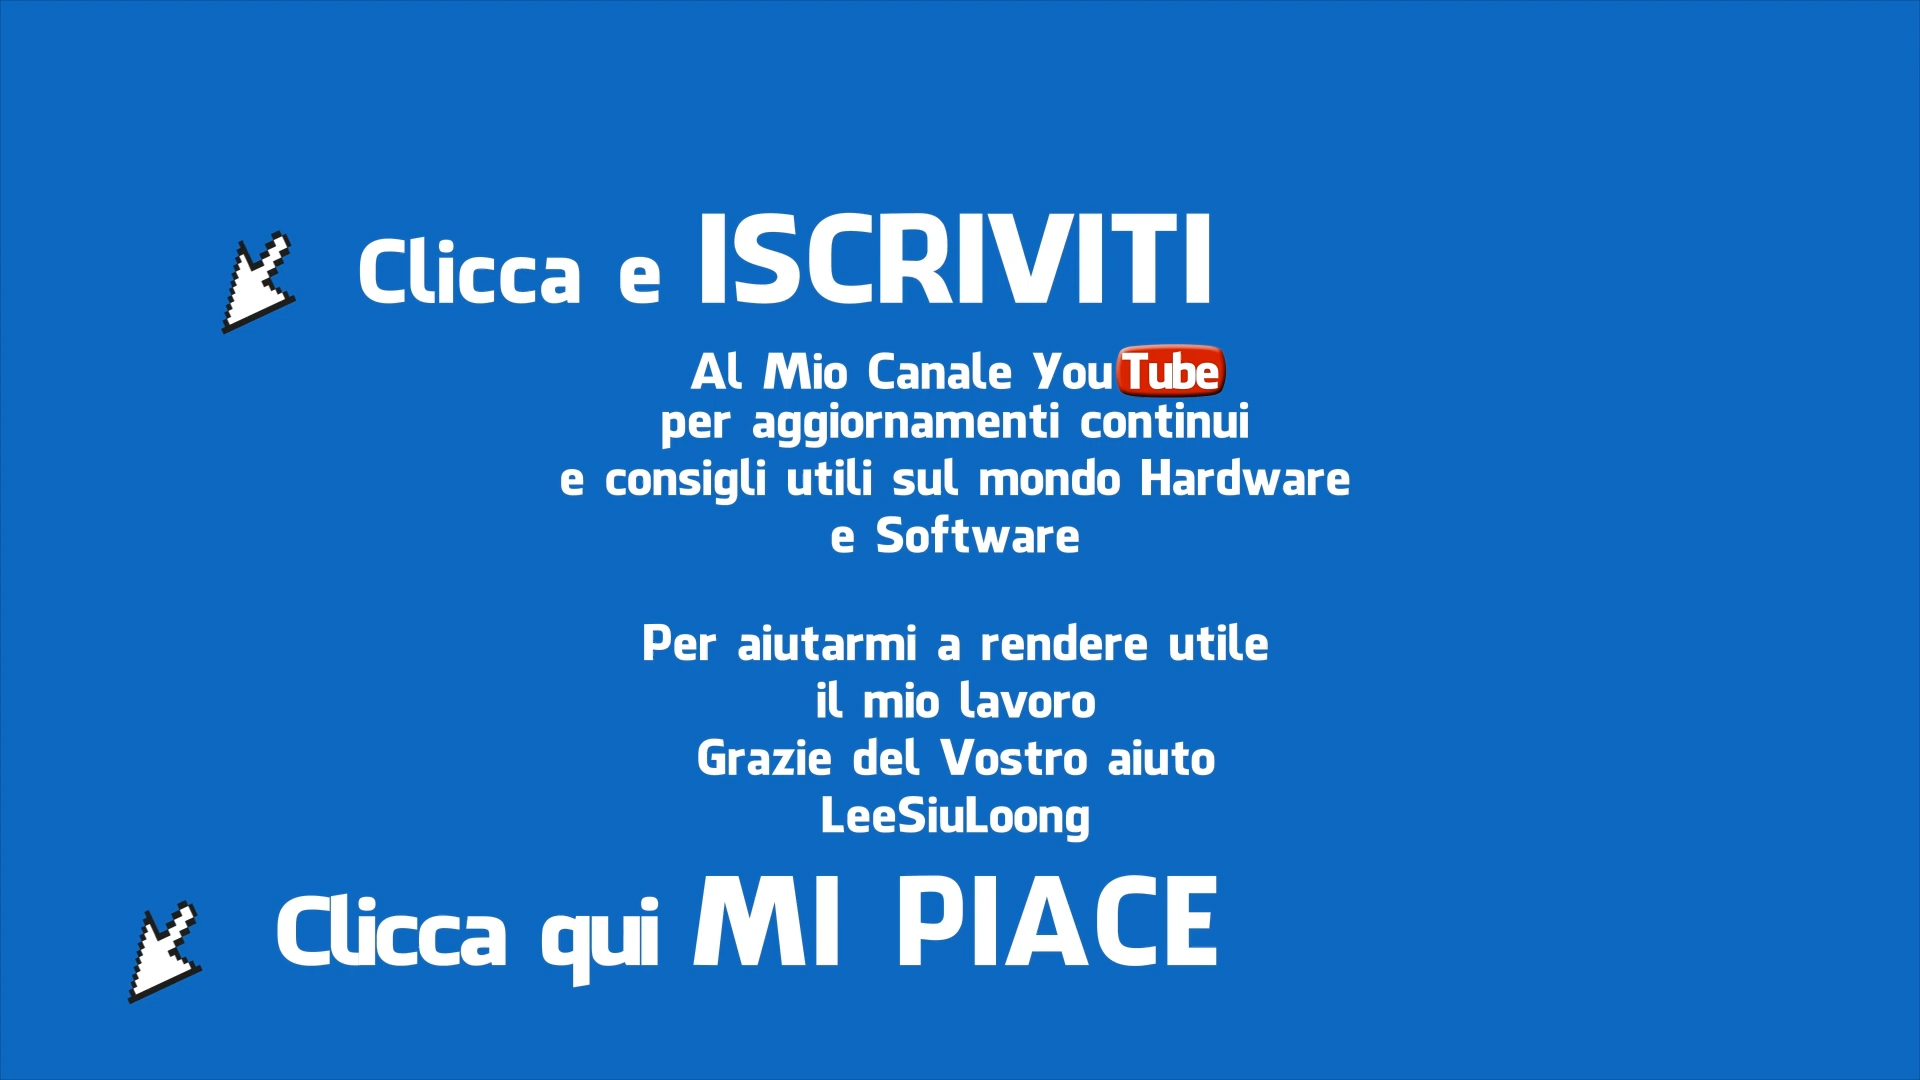 Clicca e ISCRIVITI
Al Mio Canale YouTube
per aggiornamenti continui
e consigli utili sul mondo Hardware
e Software
Per aiutarmi a rendere utile
il mio lavoro
Grazie del Vostro aiuto
LeeSiuLoong
Clicca qui MI PIACE